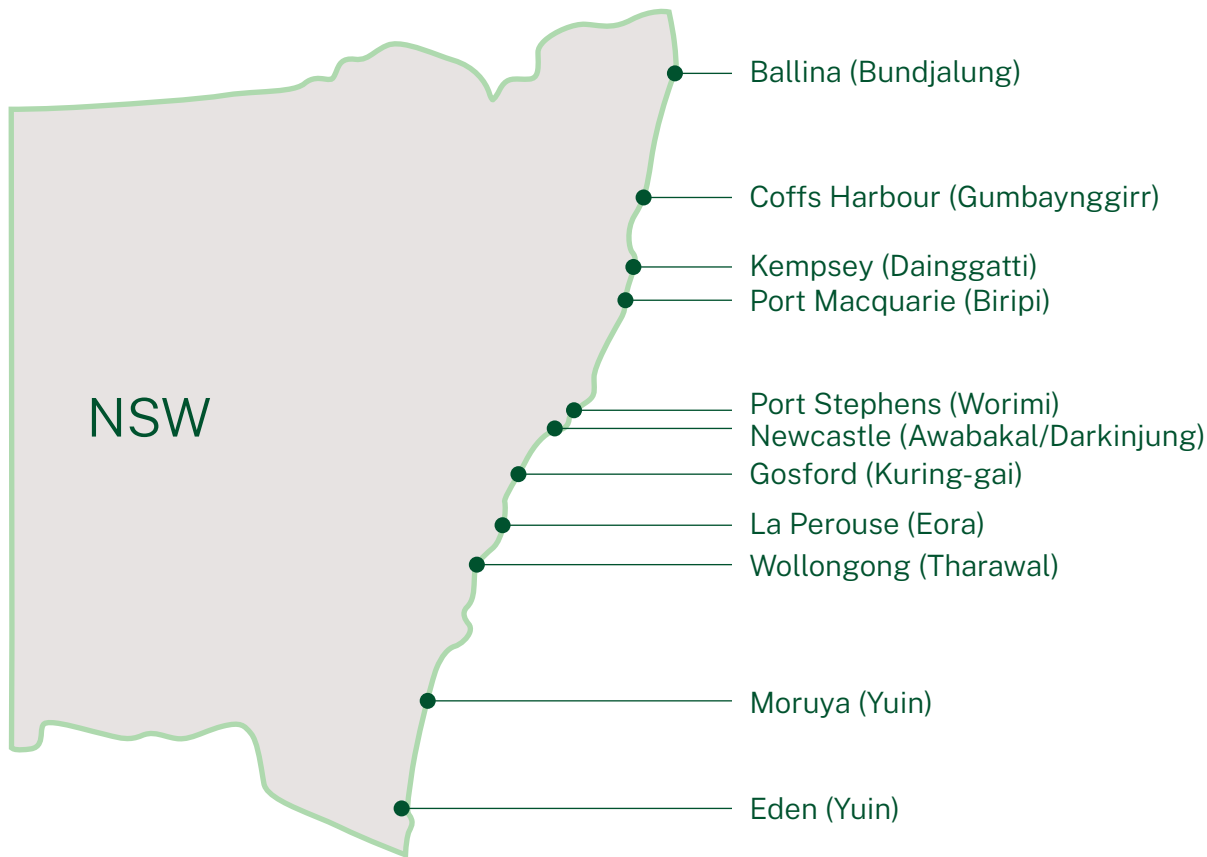 Ballina (Bundjalung)
Coffs Harbour (Gumbaynggirr)
Kempsey (Dainggatti)
Port Macquarie (Biripi)
NSW
Port Stephens (Worimi)
Newcastle (Awabakal/Darkinjung)
Gosford (Kuring-gai)
La Perouse (Eora)
Wollongong (Tharawal)
Moruya (Yuin)
Eden (Yuin)